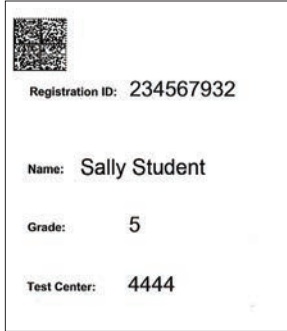 Registration ID: 234567932
Name: Sally Student
Grade: 5
Test Center: 4444